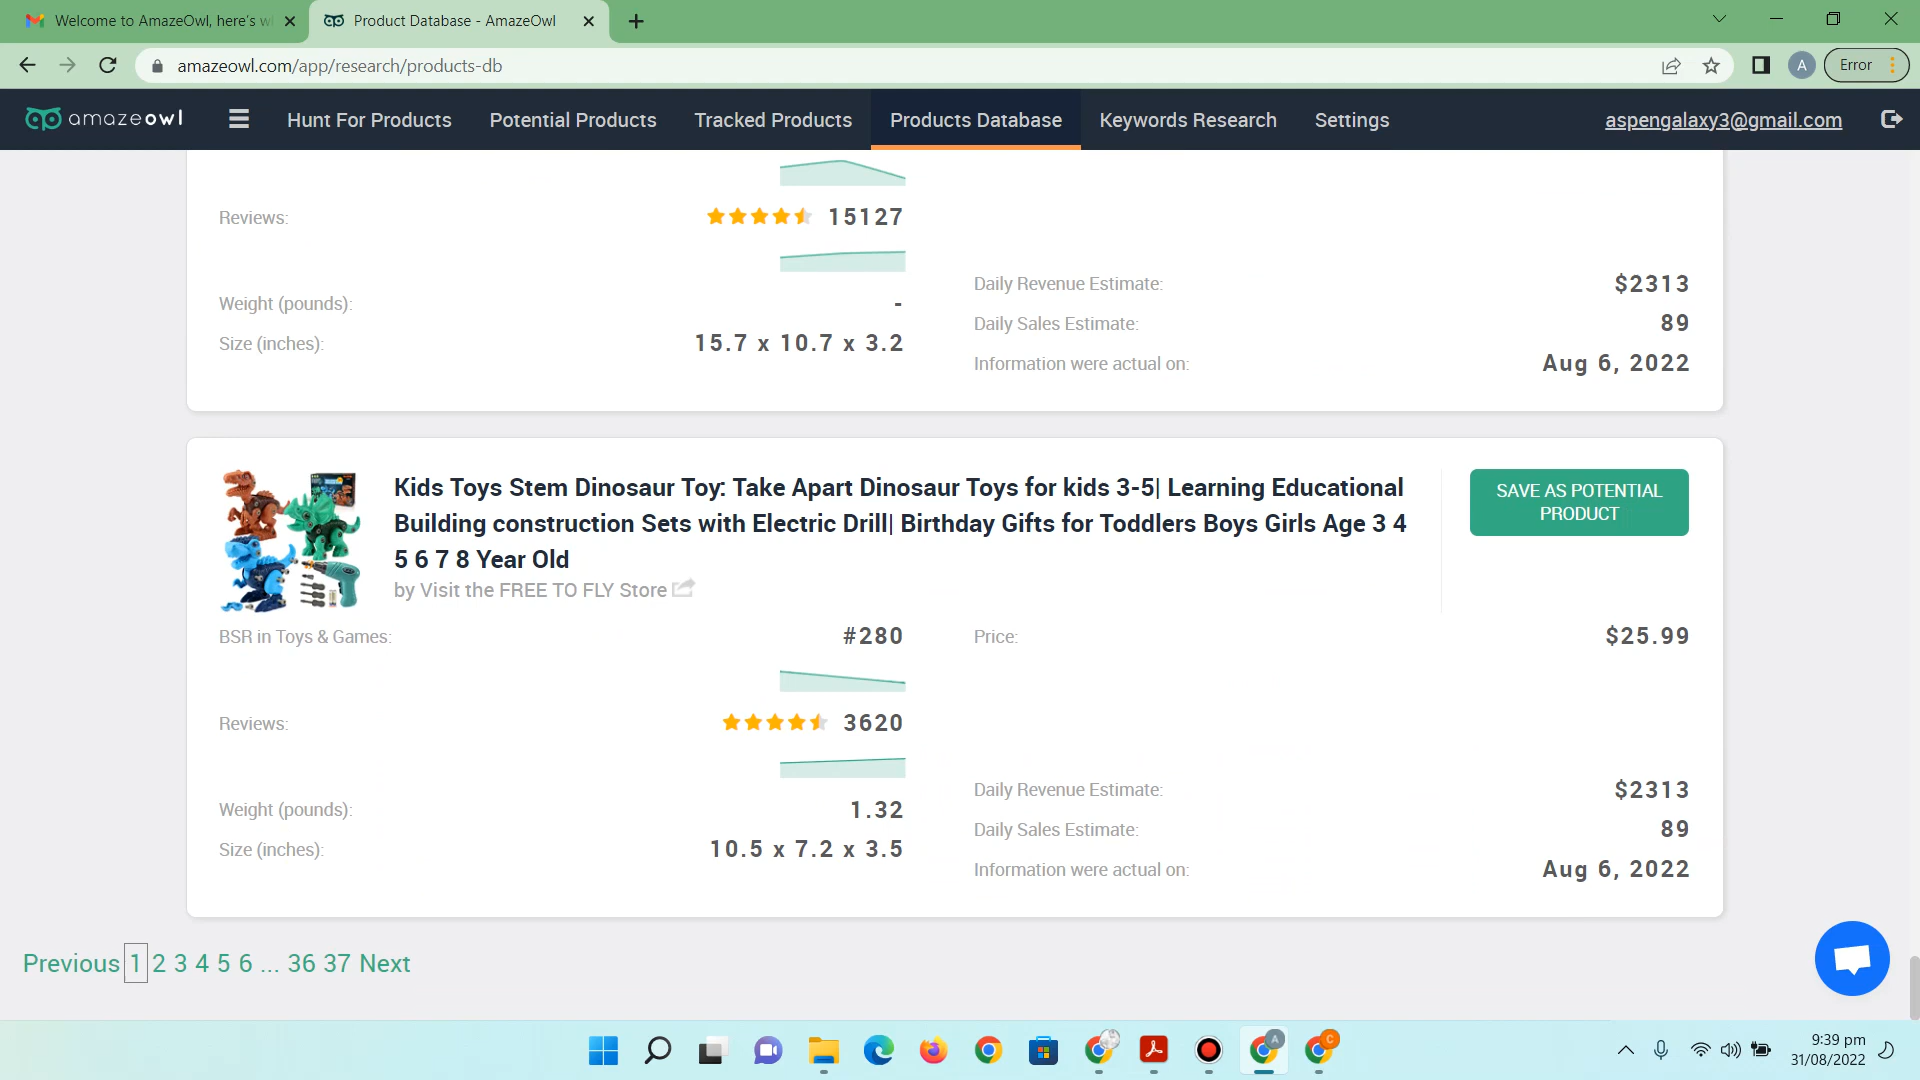 Welcome to AmazeOwl, here's w
Product Database - AmazeOwl
amazeowl.com/app/research/products-db
A
Error
amazeowl
Hunt For Products
Potential Products
Tracked Products
Products Database
Keywords Research
Settings
aspengalaxy3@gmail.com
Reviews:
15127
Weight (pounds):
-
Size (inches):
15.7 x 10.7 x 3.2
Daily Revenue Estimate:
$2313
Daily Sales Estimate:
89
Information were actual on:
Aug 6, 2022
Kids Toys Stem Dinosaur Toy: Take Apart Dinosaur Toys for kids 3-5| Learning Educational
Building construction Sets with Electric Drill| Birthday Gifts for Toddlers Boys Girls Age 3 4
5 6 7 8 Year Old
by Visit the FREE TO FLY Store
SAVE AS POTENTIAL
PRODUCT
BSR in Toys & Games:
#280
Price:
$25.99
Reviews:
3620
Weight (pounds):
1.32
Size (inches):
10.5 x 7.2 x 3.5
Daily Revenue Estimate:
$2313
Daily Sales Estimate:
89
Information were actual on:
Aug 6, 2022
Previous 1 2 3 4 5 6 ... 36 37 Next
A
C
9:39 pm
31/08/2022